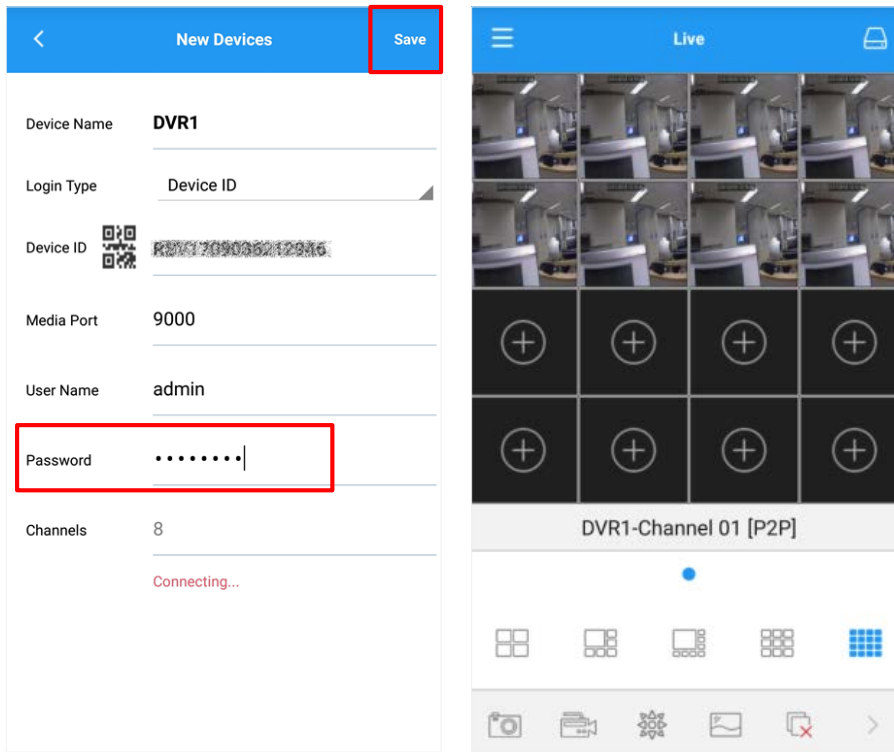 New Devices
Save
Device Name
DVR1
Login Type
Device ID
Device ID
Media Port
9000
User Name
admin
Password
••••••••
Channels
8
Connecting...
Live
DVR1-Channel 01 [P2P]